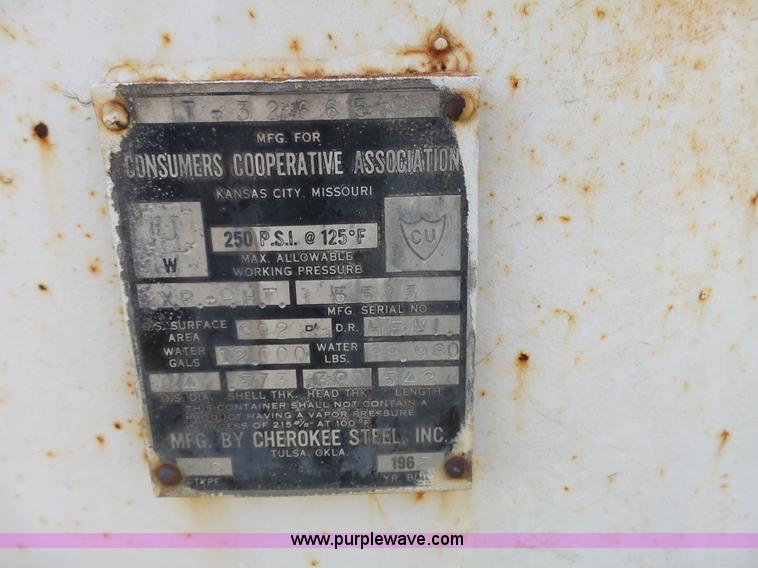 T-32665
MFG. FOR
CONSUMERS COOPERATIVE ASSOCIATION
KANSAS CITY, MISSOURI
U
W
250 P.S.I. @ 125°F
CU
MAX. ALLOWABLE
WORKING PRESSURE
MFG. SERIAL NO.
SURFACE
AREA
D.R.
WATER
GALS
12,000
WATER
LBS.
.573
542
O.S. DIA. SHELL THK. HEAD THK. LENGTH
THIS CONTAINER SHALL NOT CONTAIN A
PRODUCT HAVING A VAPOR PRESSURE
EXCESS OF 215 #/□" AT 100°F.
MFG. BY CHEROKEE STEEL, INC.
TULSA, OKLA.
TYPE
196
YR. BUILT
www.purplewave.com